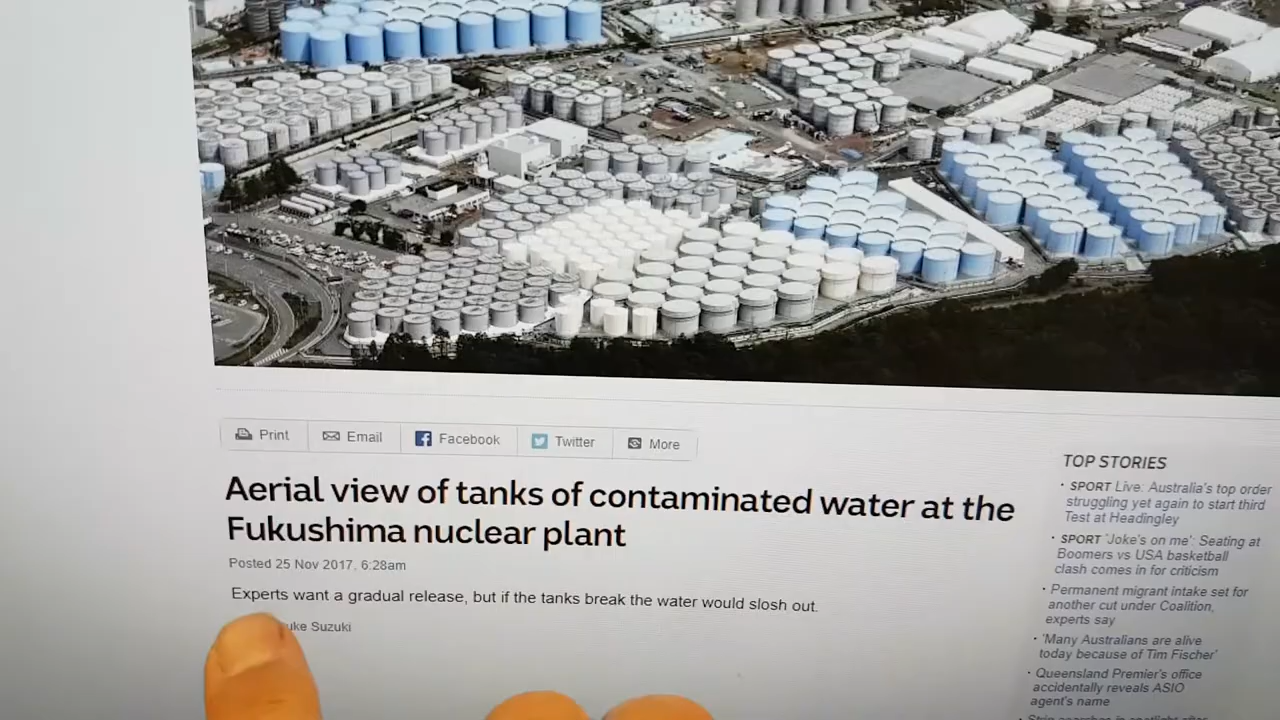 Print
Email
Facebook
Twitter
More
Aerial view of tanks of contaminated water at the
Fukushima nuclear plant
Posted 25 Nov 2017, 6:28am
Experts want a gradual release, but if the tanks break the water would slosh out.
Suzuki
TOP STORIES
SPORT Live: Australia's top order
struggling yet again to start third
Test at Headingley
SPORT 'Joke's on me': Seating at
Boomers vs USA basketball
clash comes in for criticism
Permanent migrant intake set for
another cut under Coalition,
experts say
'Many Australians are alive
today because of Tim Fischer'
Queensland Premier's office
accidentally reveals ASIO
agent's name